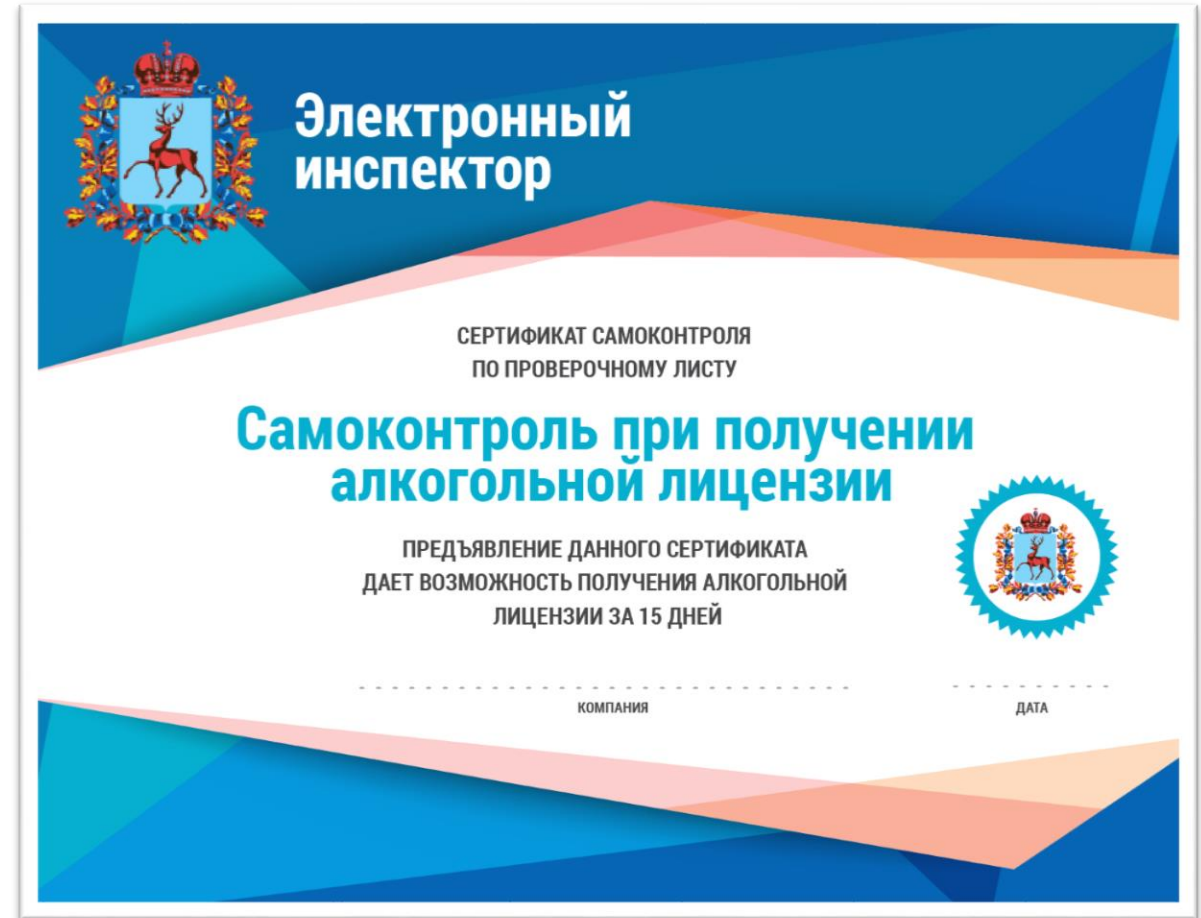 Электронный
инспектор
СЕРТИФИКАТ САМОКОНТРОЛЯ
ПО ПРОВЕРОЧНОМУ ЛИСТУ
Самоконтроль при получении
алкогольной лицензии
ПРЕДЪЯВЛЕНИЕ ДАННОГО СЕРТИФИКАТА
ДАЕТ ВОЗМОЖНОСТЬ ПОЛУЧЕНИЯ АЛКОГОЛЬНОЙ
ЛИЦЕНЗИИ ЗА 15 ДНЕЙ
КОМПАНИЯ
ДАТА